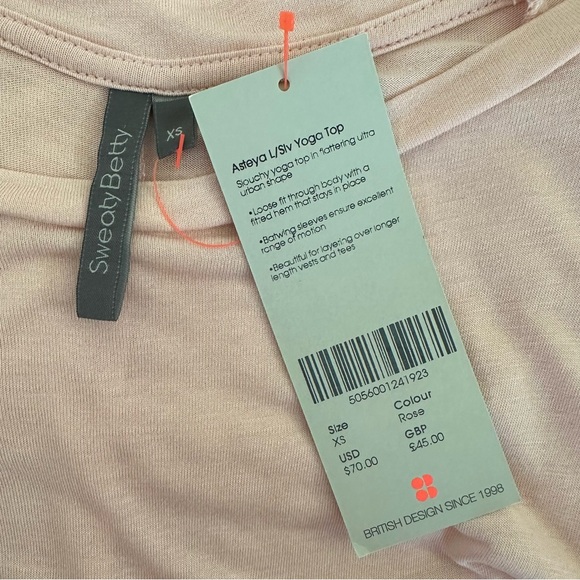 Sweaty Betty
XS
Asteya L/Slv Yoga Top
Slouchy yoga top in flattering ultra
urban shape
•Loose fit through body with a
fitted hem that stays in place
•Batwing sleeves ensure excellent
range of motion
•Beautiful for layering over longer
length vests and tees
5056001241923
Size Colour
XS Rose
USD GBP
$70.00 £45.00
BRITISH DESIGN SINCE 1998